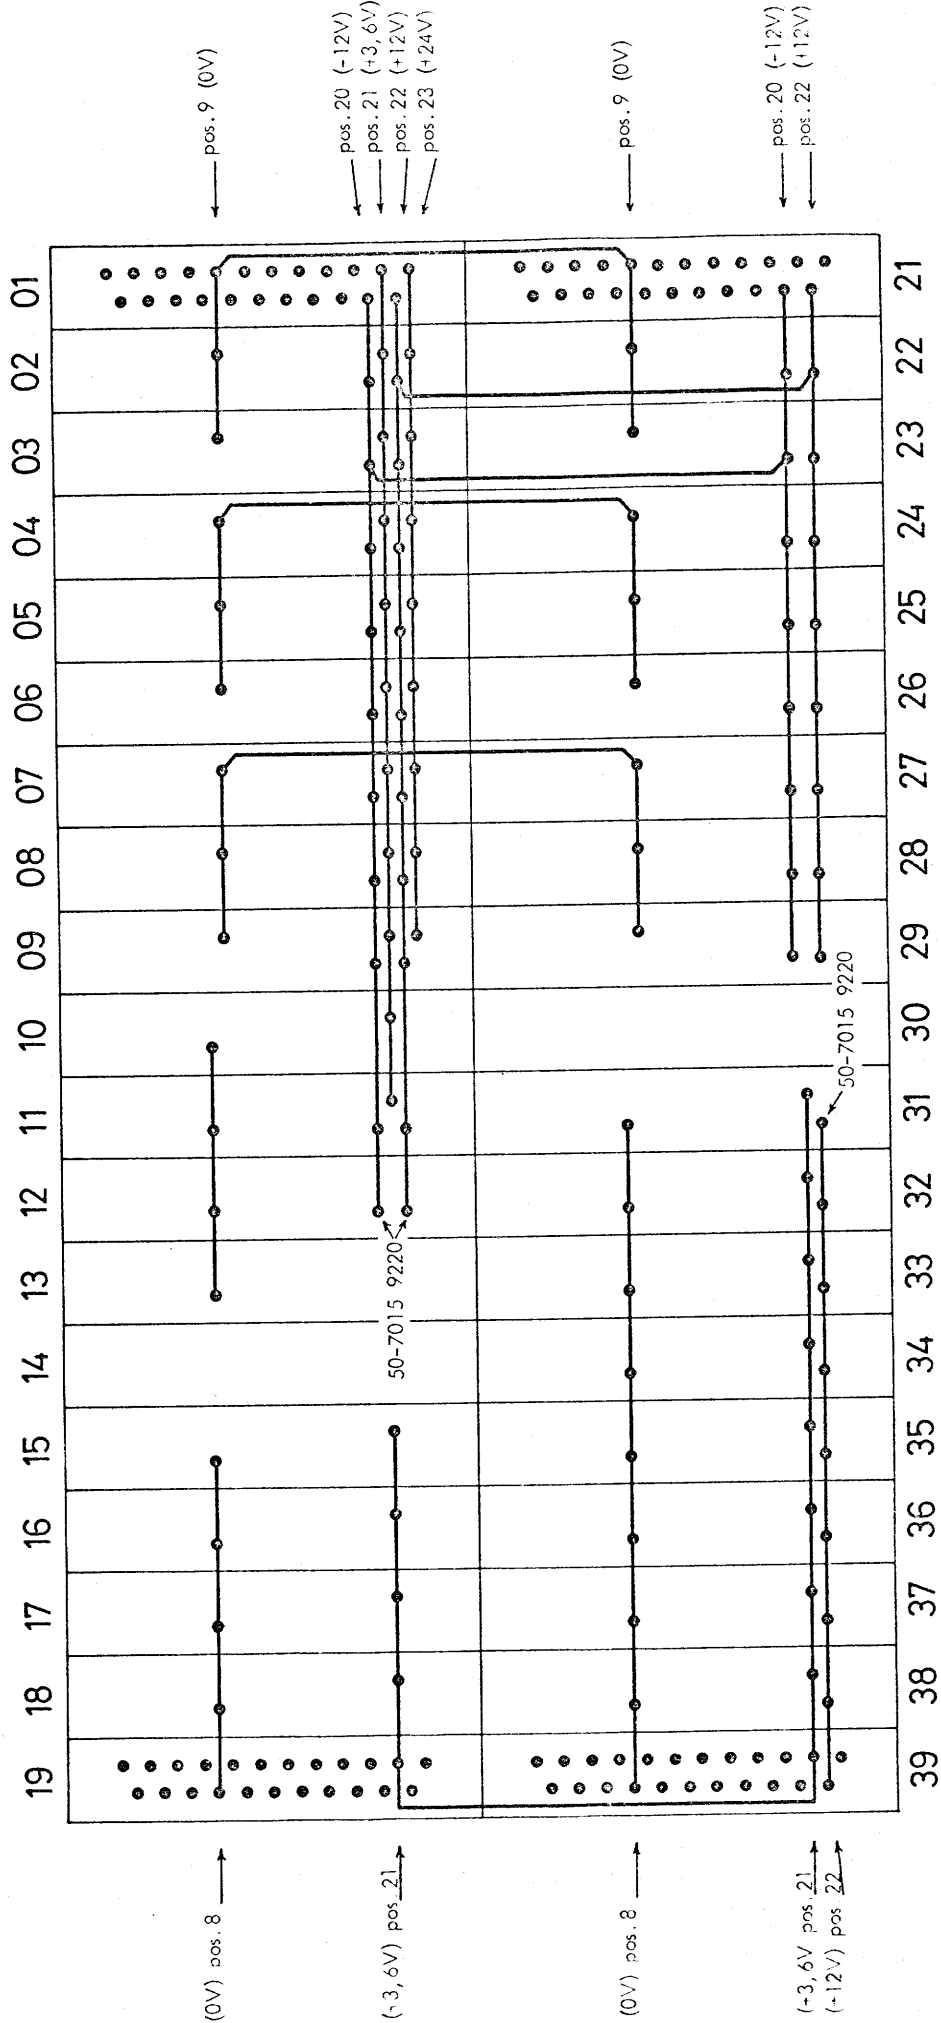 19 18 17 16 15 14 13 12 11 10 09 08 07 06 05 04 03 02 01
(0V) pos. 8
pos. 9 (0V)
pos. 20 (-12V)
pos. 21 (+3,6V)
pos. 22 (+12V)
pos. 23 (+24V)
(+3,6V) pos. 21
50-7015 9220
(0V) pos. 8
pos. 9 (0V)
pos. 20 (-12V)
pos. 22 (+12V)
(+3,6V pos. 21
(+12V) pos 22
50-7015 9220
39 38 37 36 35 34 33 32 31 30 29 28 27 26 25 24 23 22 21